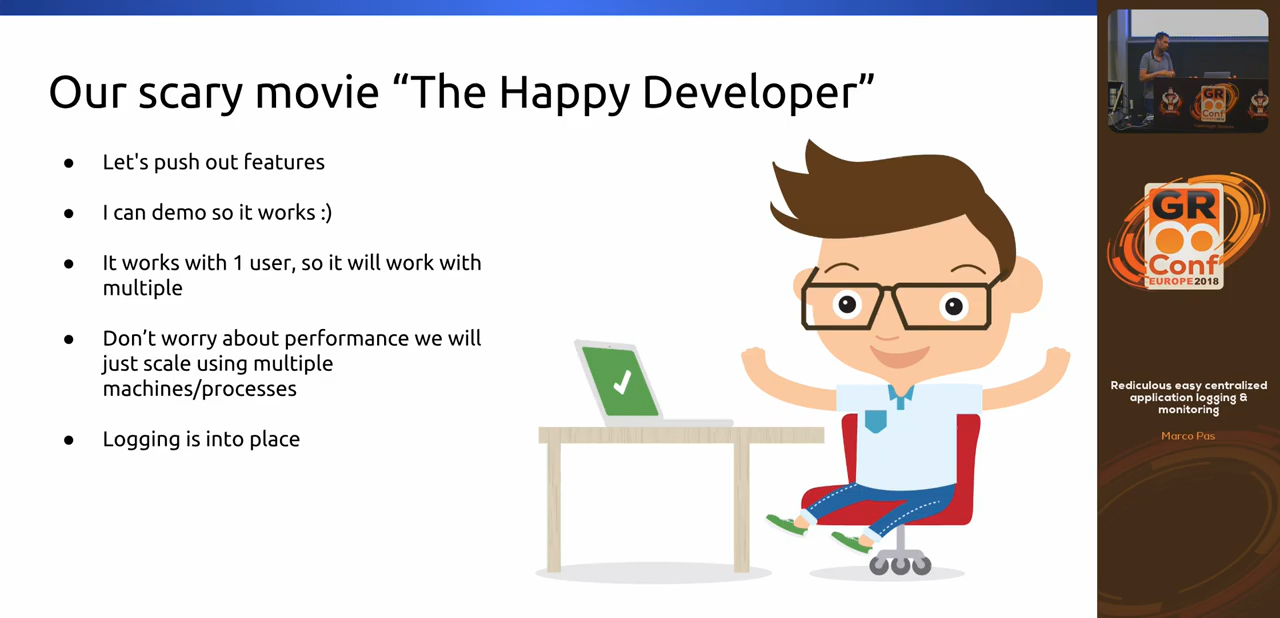 Our scary movie “The Happy Developer”
● Let's push out features
● I can demo so it works :)
● It works with 1 user, so it will work with
multiple
● Don’t worry about performance we will
just scale using multiple
machines/processes
● Logging is into place
GR
Conf
GR
Conf
EUROPE 2018
Rediculous easy centralized
application logging &
monitoring
Marco Pas